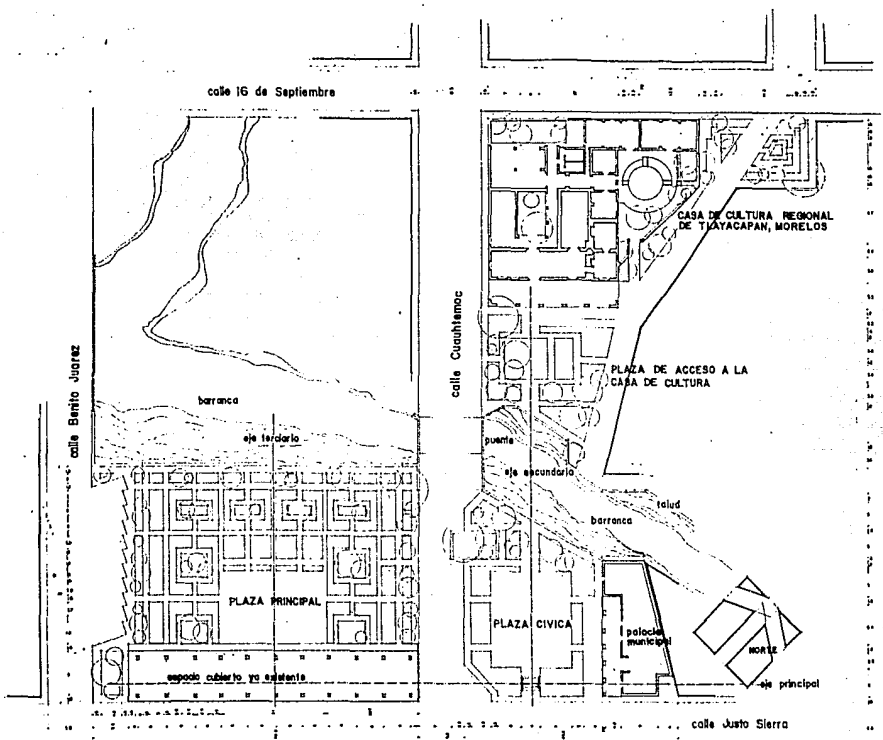 calle 16 de Septiembre
CASA DE CULTURA REGIONAL
DE TLAYACAPAN, MORELOS
calle Benito Juarez
calle Cuauhtemoc
PLAZA DE ACCESO A LA
CASA DE CULTURA
barranca
eje terciario
puente
eje secundario
talud
barranca
PLAZA PRINCIPAL
PLAZA CIVICA
palacio
municipal
NORTE
espacio cubierto ya existente
eje principal
calle Justo Sierra